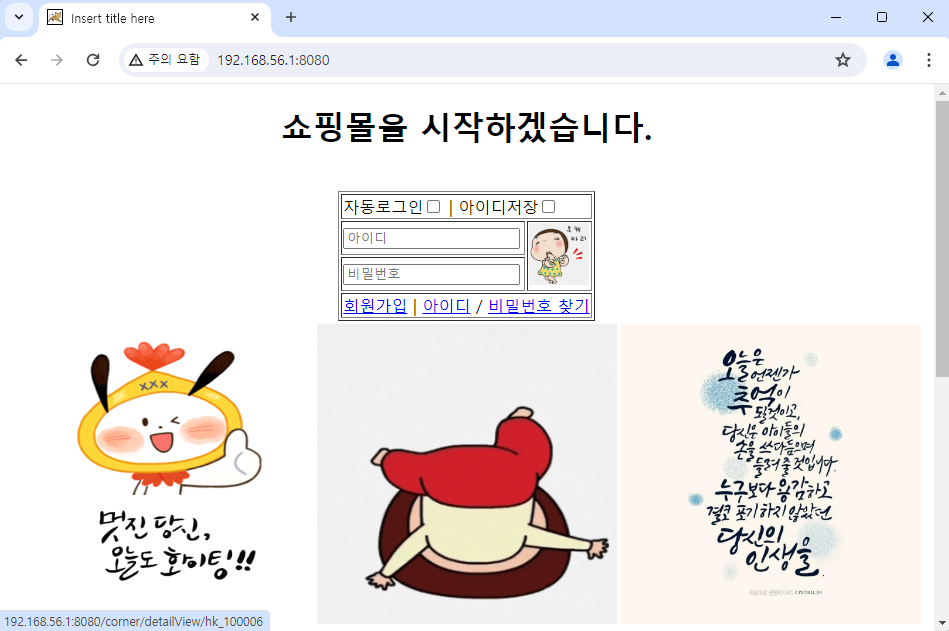 Insert title here
주의 요함
192.168.56.1:8080
쇼핑몰을 시작하겠습니다.
자동로그인 | 아이디저장
아이디
오케
바리
비밀번호
회원가입 | 아이디 / 비밀번호 찾기
xxx
멋진 당신,
오늘도 화이팅!!!
오늘은
언젠가
추억이
될것이고,
당신은 아이들의
손을 쓰다듬으며
들려 줄 것입니다.
누구보다 용감하고
결코 포기하지 않았던
당신의
인생을.
192.168.56.1:8080/corner/detailView/hk_100006